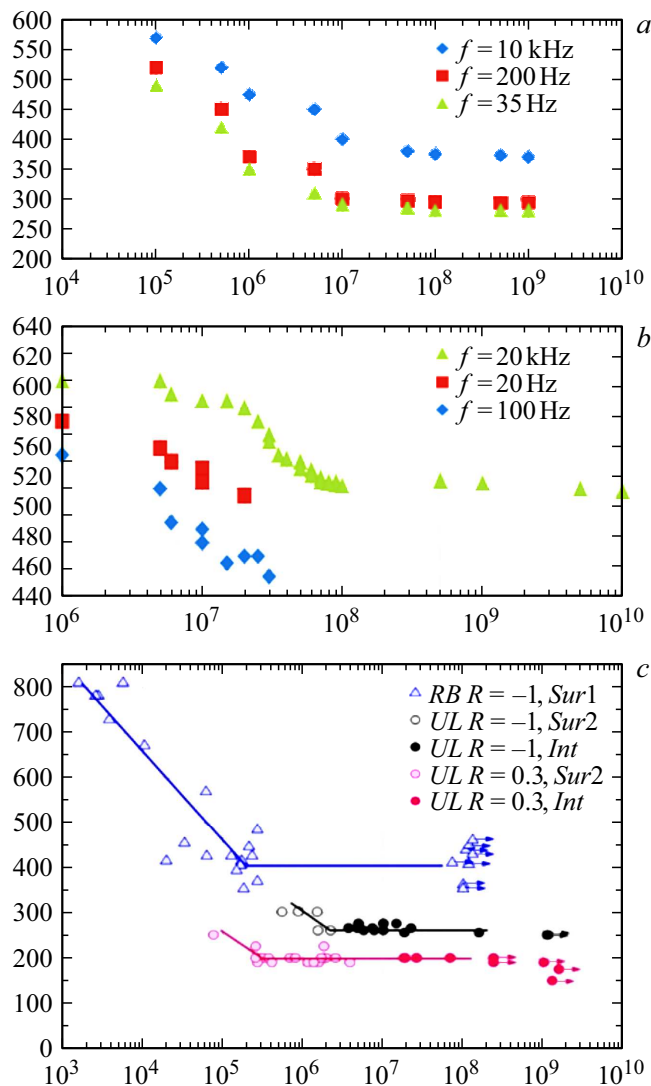 a
600
550
500
450
400
350
300
250
200
f = 10 kHz
f = 200 Hz
f = 35 Hz
10^4 10^5 10^6 10^7 10^8 10^9 10^10
b
640
620
600
580
560
540
520
500
480
460
440
f = 20 kHz
f = 20 Hz
f = 100 Hz
10^6 10^7 10^8 10^9 10^10
c
800
700
600
500
400
300
200
100
0
RB R = −1, Sur1
UL R = −1, Sur2
UL R = −1, Int
UL R = 0.3, Sur2
UL R = 0.3, Int
10^3 10^4 10^5 10^6 10^7 10^8 10^9 10^10